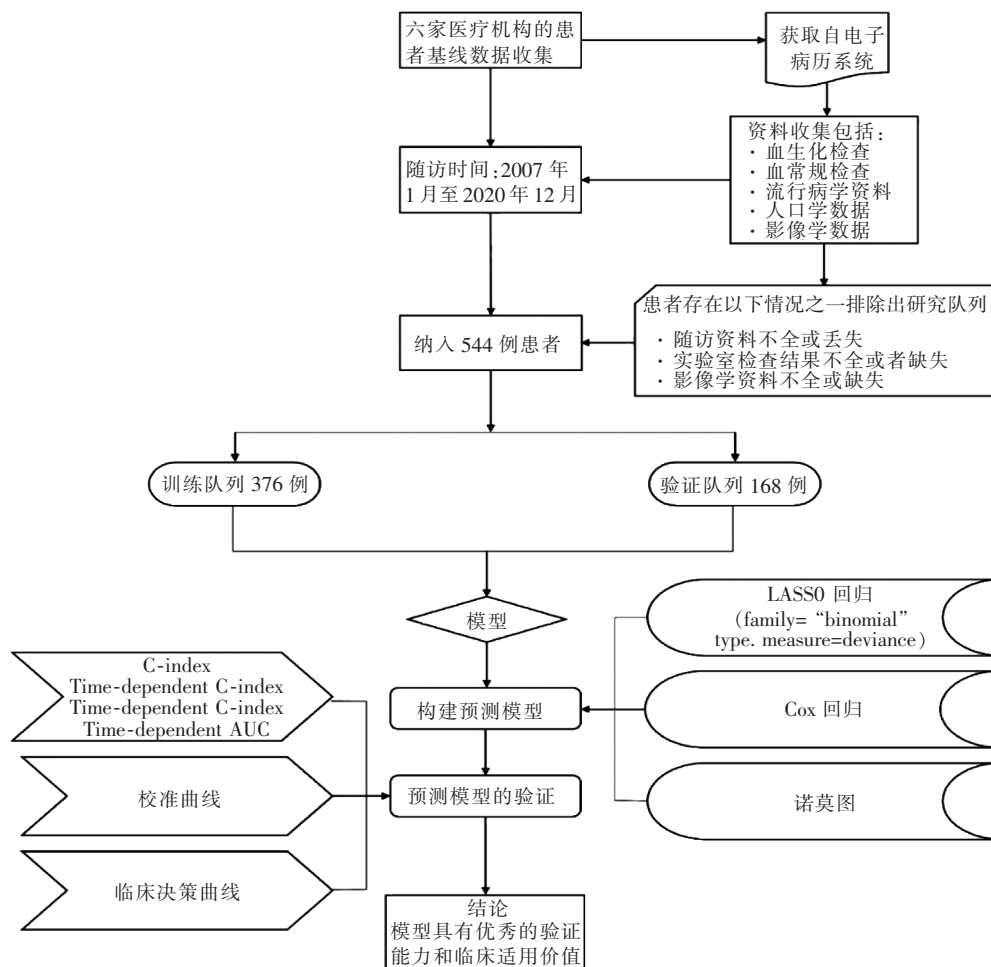 六家医疗机构的患
者基线数据收集
获取自电子
病历系统
资料收集包括：
·血生化检查
·血常规检查
·流行病学资料
·人口学数据
·影像学数据
随访时间：2007 年
1 月至 2020 年 12 月
患者存在以下情况之一排除出研究队列
·随访资料不全或丢失
·实验室检查结果不全或者缺失
·影像学资料不全或缺失
纳入 544 例患者
训练队列 376 例
验证队列 168 例
模型
LASSO 回归
(family= “binomial”
type. measure=deviance)
C-index
Time-dependent C-index
Time-dependent C-index
Time-dependent AUC
构建预测模型
Cox 回归
校准曲线
预测模型的验证
诺莫图
临床决策曲线
结论
模型具有优秀的验证
能力和临床适用价值